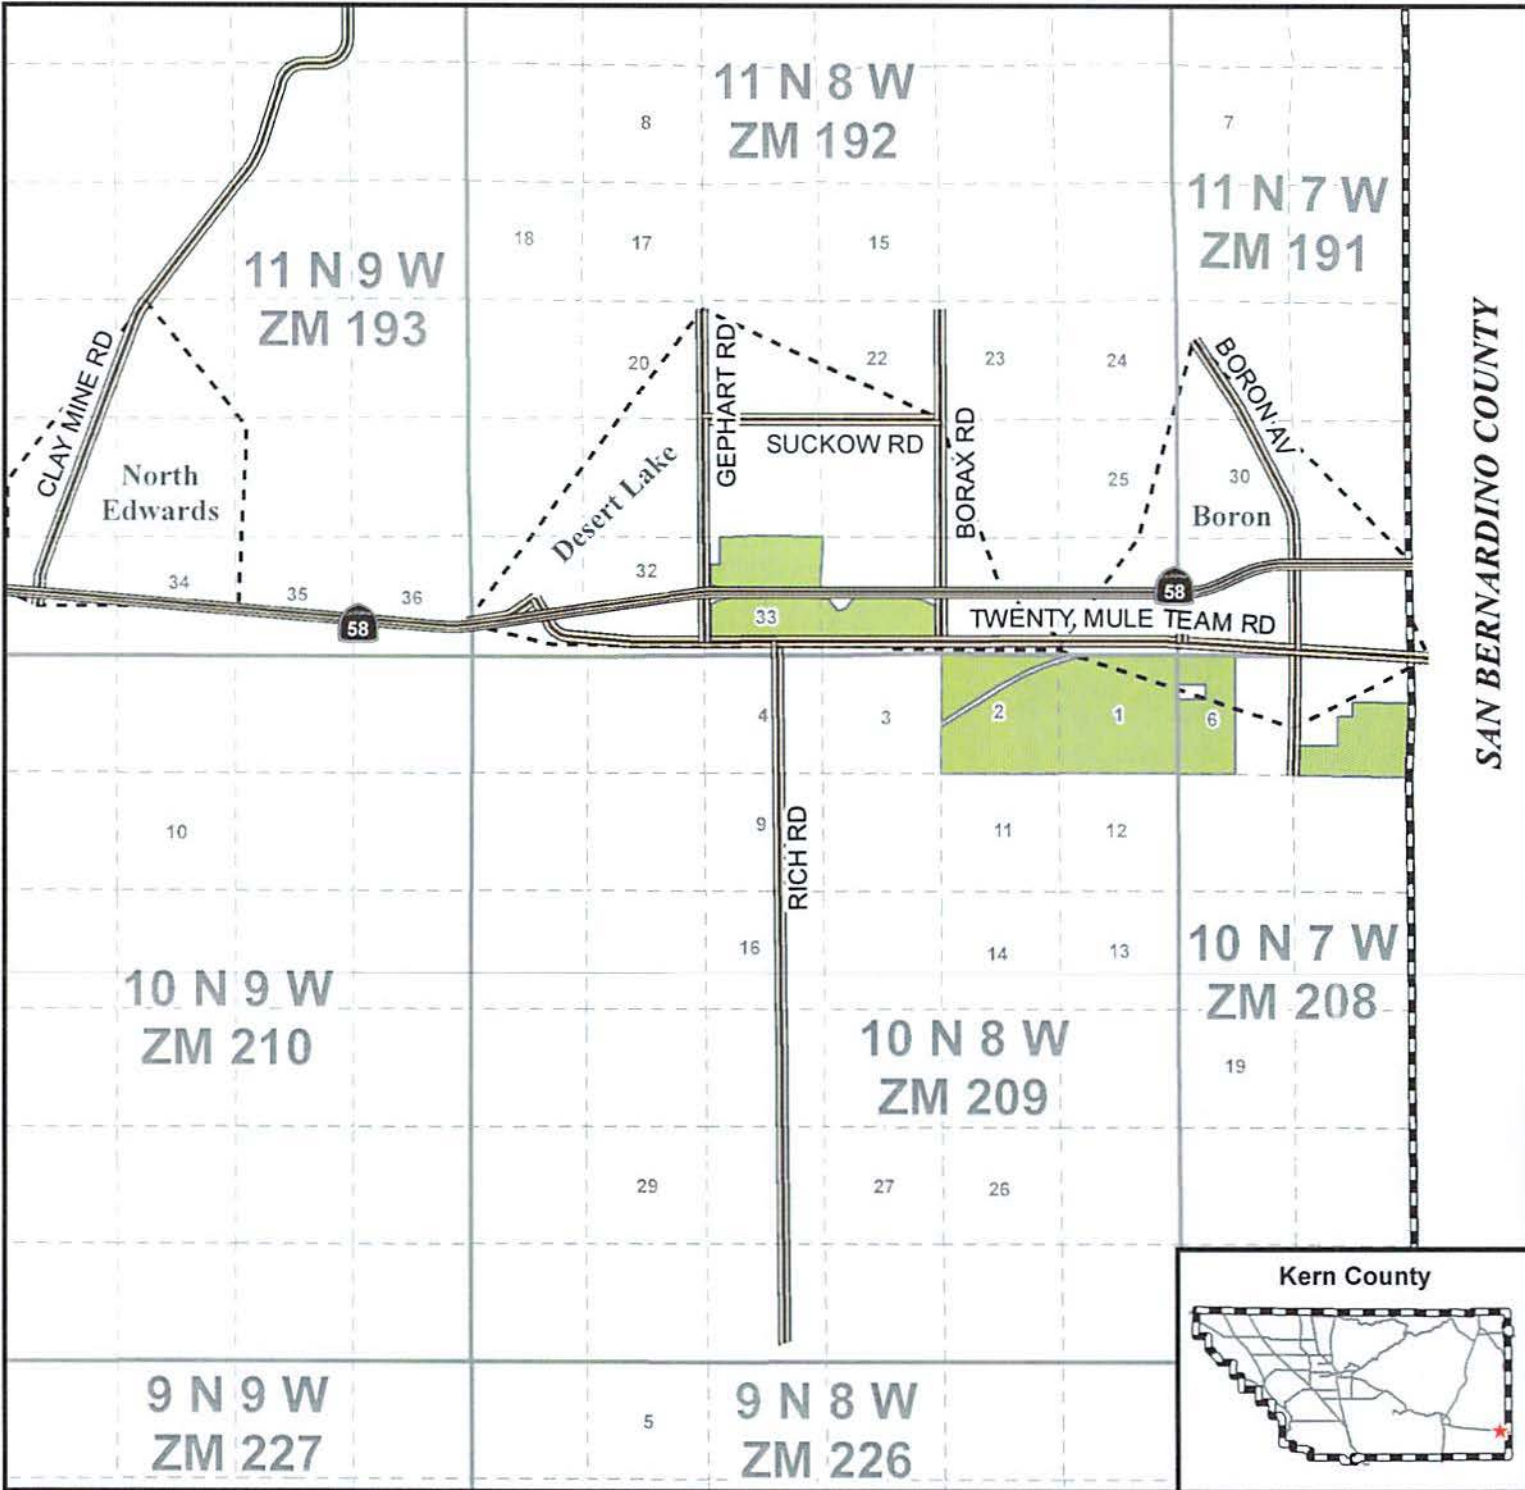 11 N 8 W
ZM 192
8
7
11 N 7 W
ZM 191
18
17
15
11 N 9 W
ZM 193
CLAY MINE RD
20
GEPHART RD
22
23
24
BORON AV
SAN BERNARDINO COUNTY
SUCKOW RD
BORAX RD
North
Edwards
Desert Lake
25
30
Boron
34
35
36
58
32
33
58
TWENTY MULE TEAM RD
4
3
2
1
6
10
9
RICH RD
11
12
16
14
13
10 N 7 W
ZM 208
10 N 9 W
ZM 210
10 N 8 W
ZM 209
19
29
27
26
Kern County
9 N 9 W
ZM 227
5
9 N 8 W
ZM 226